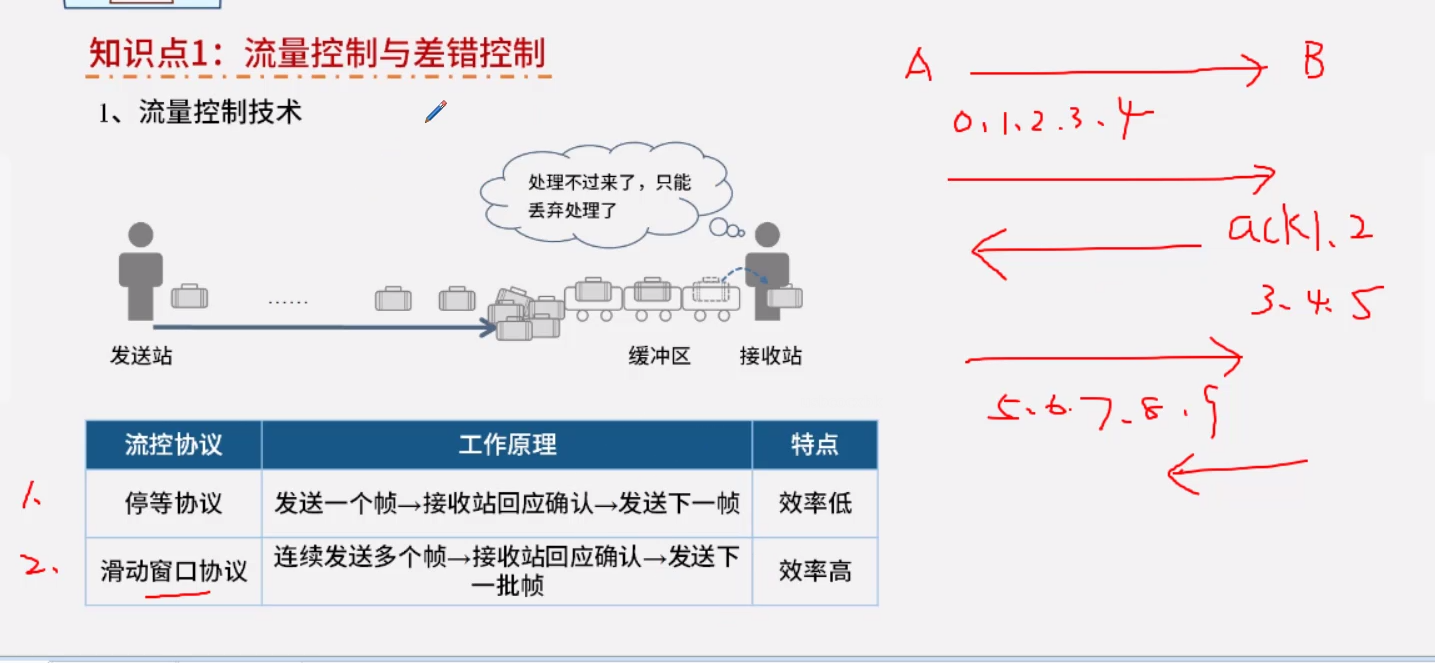 知识点1：流量控制与差错控制
1、流量控制技术
处理不过来了，只能
丢弃处理了
......
发送站
缓冲区
接收站
流控协议
工作原理
特点
1.
停等协议
发送一个帧→接收站回应确认→发送下一帧
效率低
2.
滑动窗口协议
连续发送多个帧→接收站回应确认→发送下
一批帧
效率高
A
B
0、1、2.3、4
ack1、2
3、4、5
5、6.7、8、9